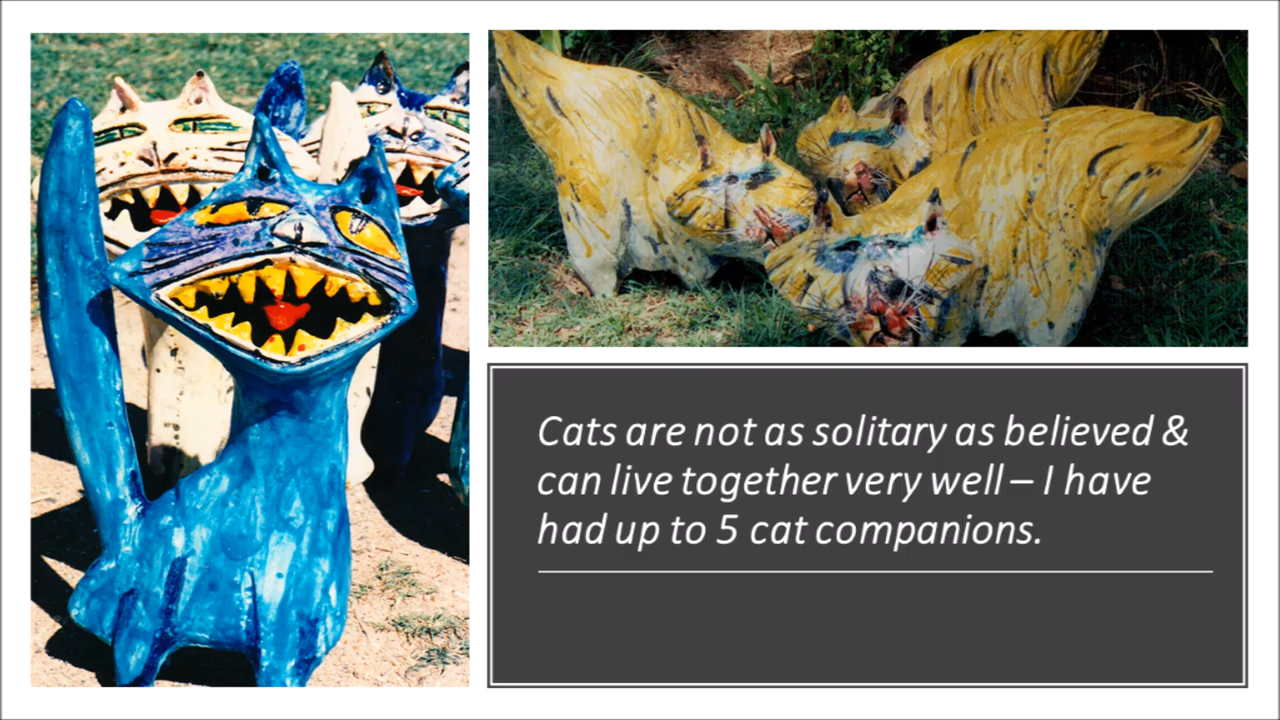 Cats are not as solitary as believed &
can live together very well – I have
had up to 5 cat companions.